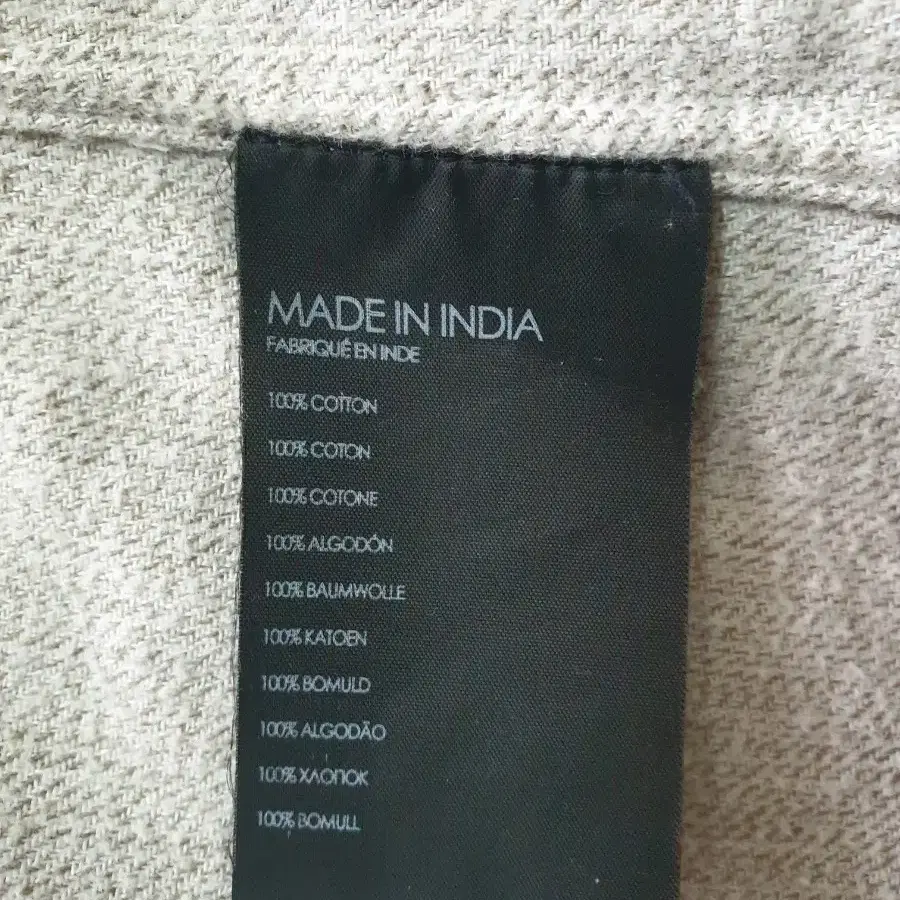 MADE IN INDIA
FABRIQUÉ EN INDE
100% COTTON
100% COTON
100% COTONE
100% ALGODÓN
100% BAUMWOLLE
100% KATOEN
100% BOMULD
100% ALGODÃO
100% ХЛОПОК
100% BOMULL